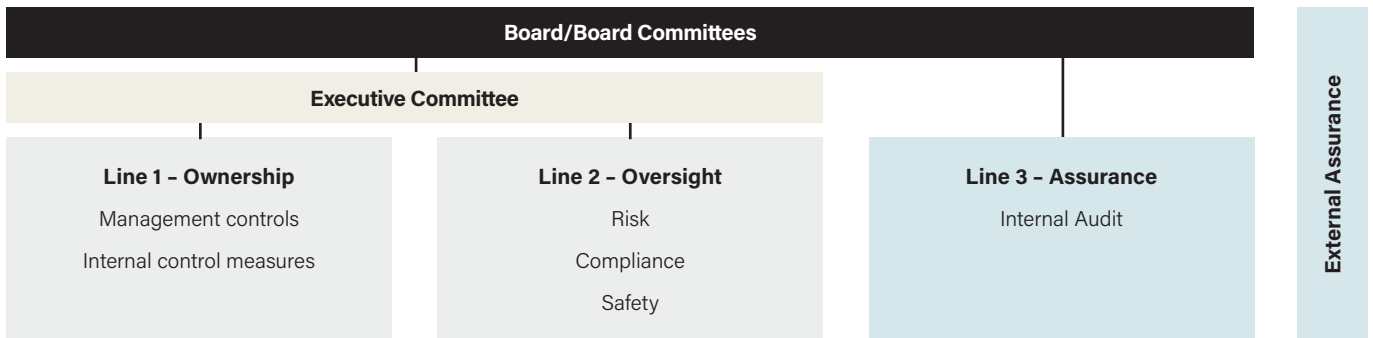 Board/Board Committees
Executive Committee
Line 1 – Ownership
Management controls
Internal control measures
Line 2 – Oversight
Risk
Compliance
Safety
Line 3 – Assurance
Internal Audit
External Assurance